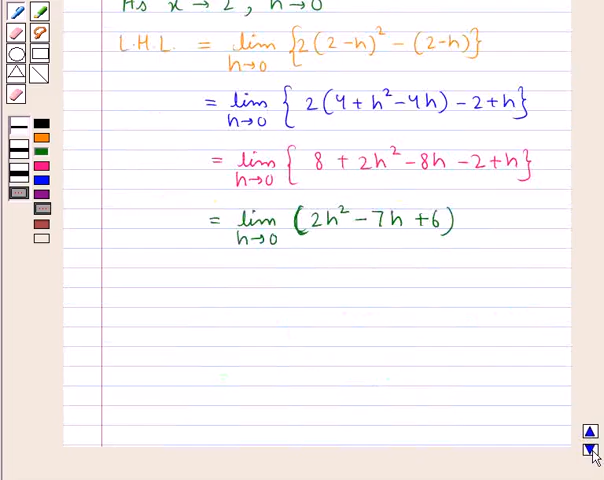 As x → 2⁻, h→0
L.H.L. = lim h→0 {2(2-h)² - (2-h)}
= lim h→0 { 2(4 + h² - 4h) - 2 + h}
= lim h→0 { 8 + 2h² - 8h - 2 + h}
= lim h→0 (2h² - 7h + 6)